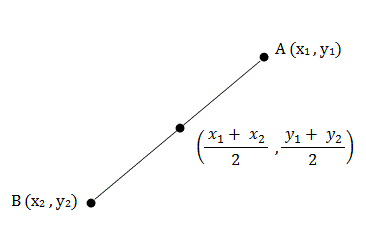 A (x₁ , y₁)
( (x₁ + x₂)/2 , (y₁ + y₂)/2 )
B (x₂ , y₂)